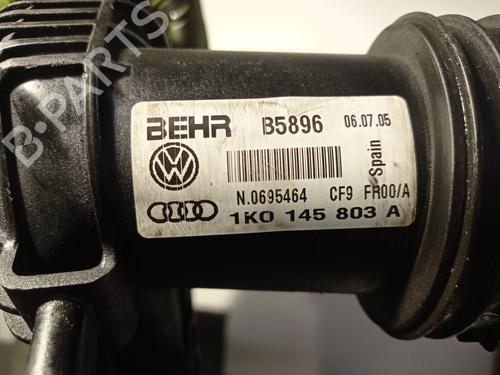 B-PARTS
BEHR B5896 06.07.05
Spain
N.0695464 CF9 FR00/A
1K0 145 803 A